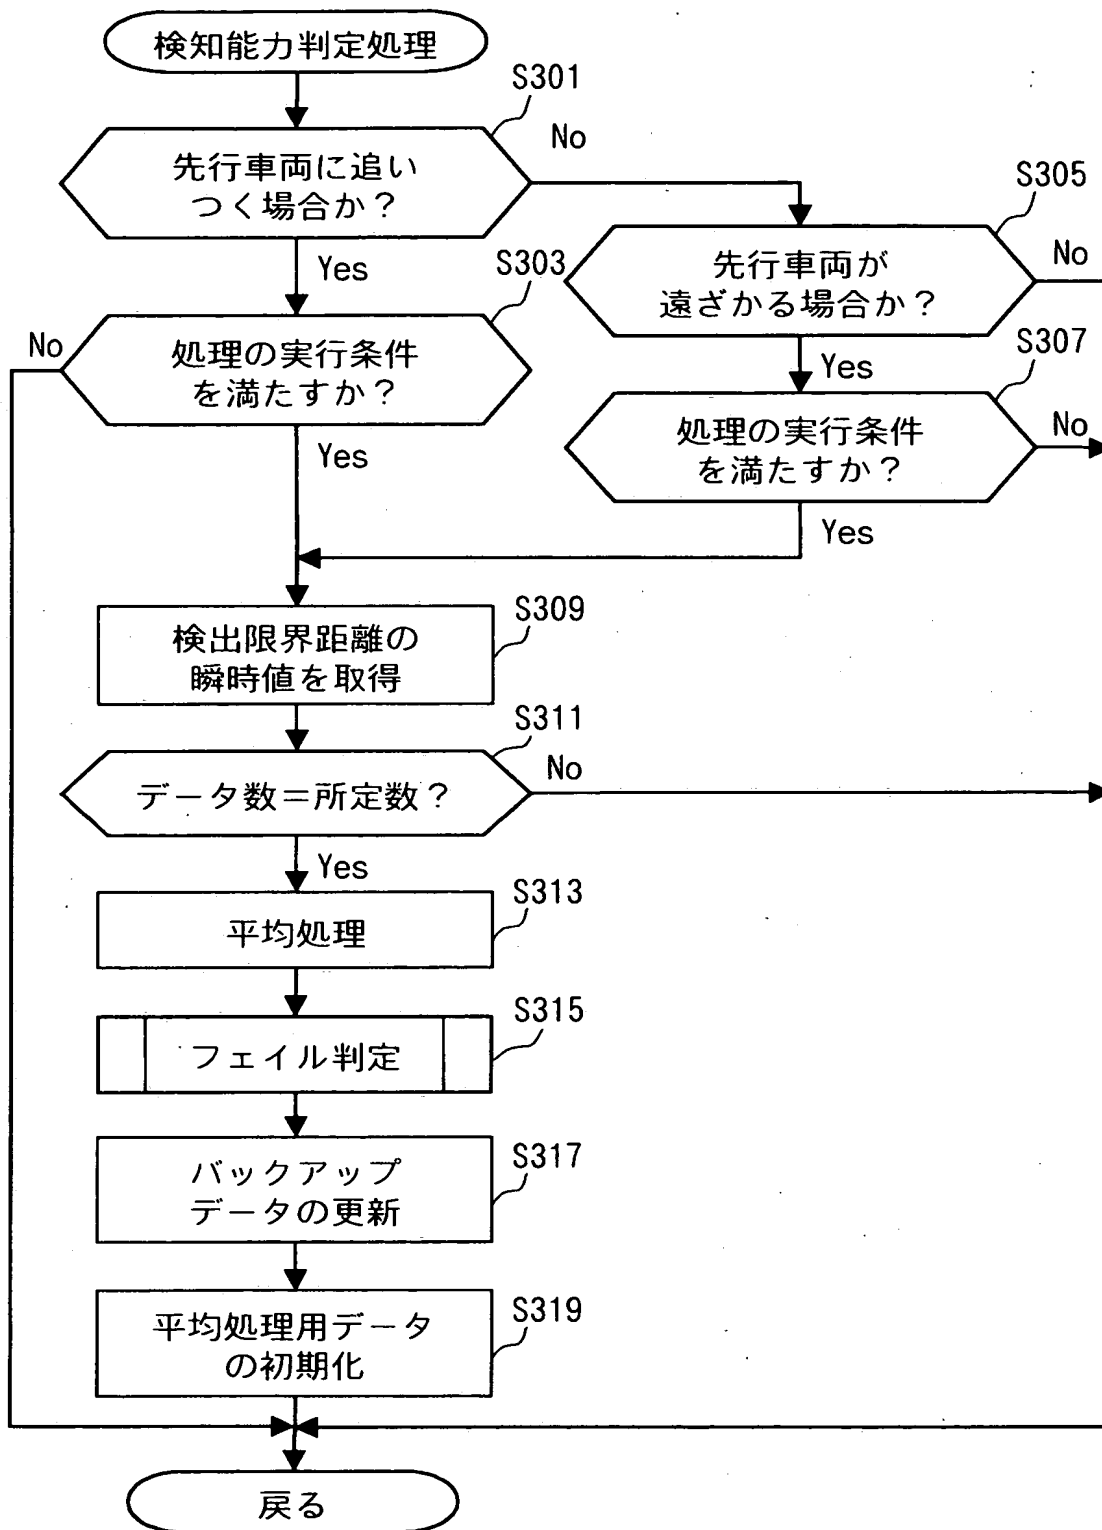 検知能力判定処理
S301
先行車両に追い
つく場合か？
No
Yes
S305
先行車両が
遠ざかる場合か？
No
Yes
S303
処理の実行条件
を満たすか？
No
Yes
S307
処理の実行条件
を満たすか？
No
Yes
S309
検出限界距離の
瞬時値を取得
S311
データ数＝所定数？
No
Yes
S313
平均処理
S315
フェイル判定
S317
バックアップ
データの更新
S319
平均処理用データ
の初期化
戻る